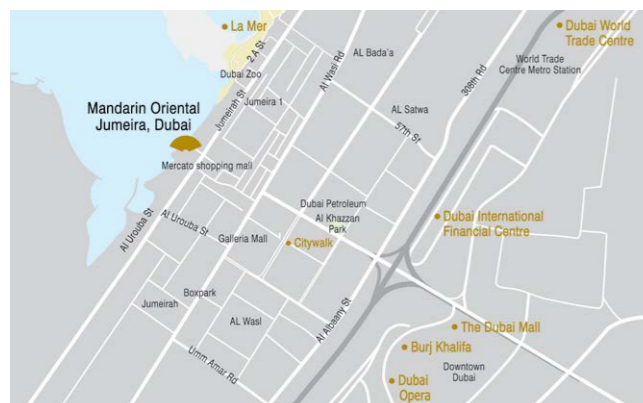 La Mer
Dubai World
Trade Centre
2 A St
Al Wasl Rd
AL Bada'a
308th Rd
World Trade
Centre Metro Station
Dubai Zoo
Jumeirah St
Jumeira 1
Mandarin Oriental
Jumeira, Dubai
AL Satwa
57th St
Mercato shopping mall
Dubai Petroleum
Al Khazzan
Park
Dubai International
Financial Centre
Al Urouba St
Al Urouba St
Galleria Mall
Citywalk
Jumeirah
Boxpark
AL Wasl
Al Albaany St
The Dubai Mall
Burj Khalifa
Umm Amar Rd
Downtown
Dubai
Dubai
Opera